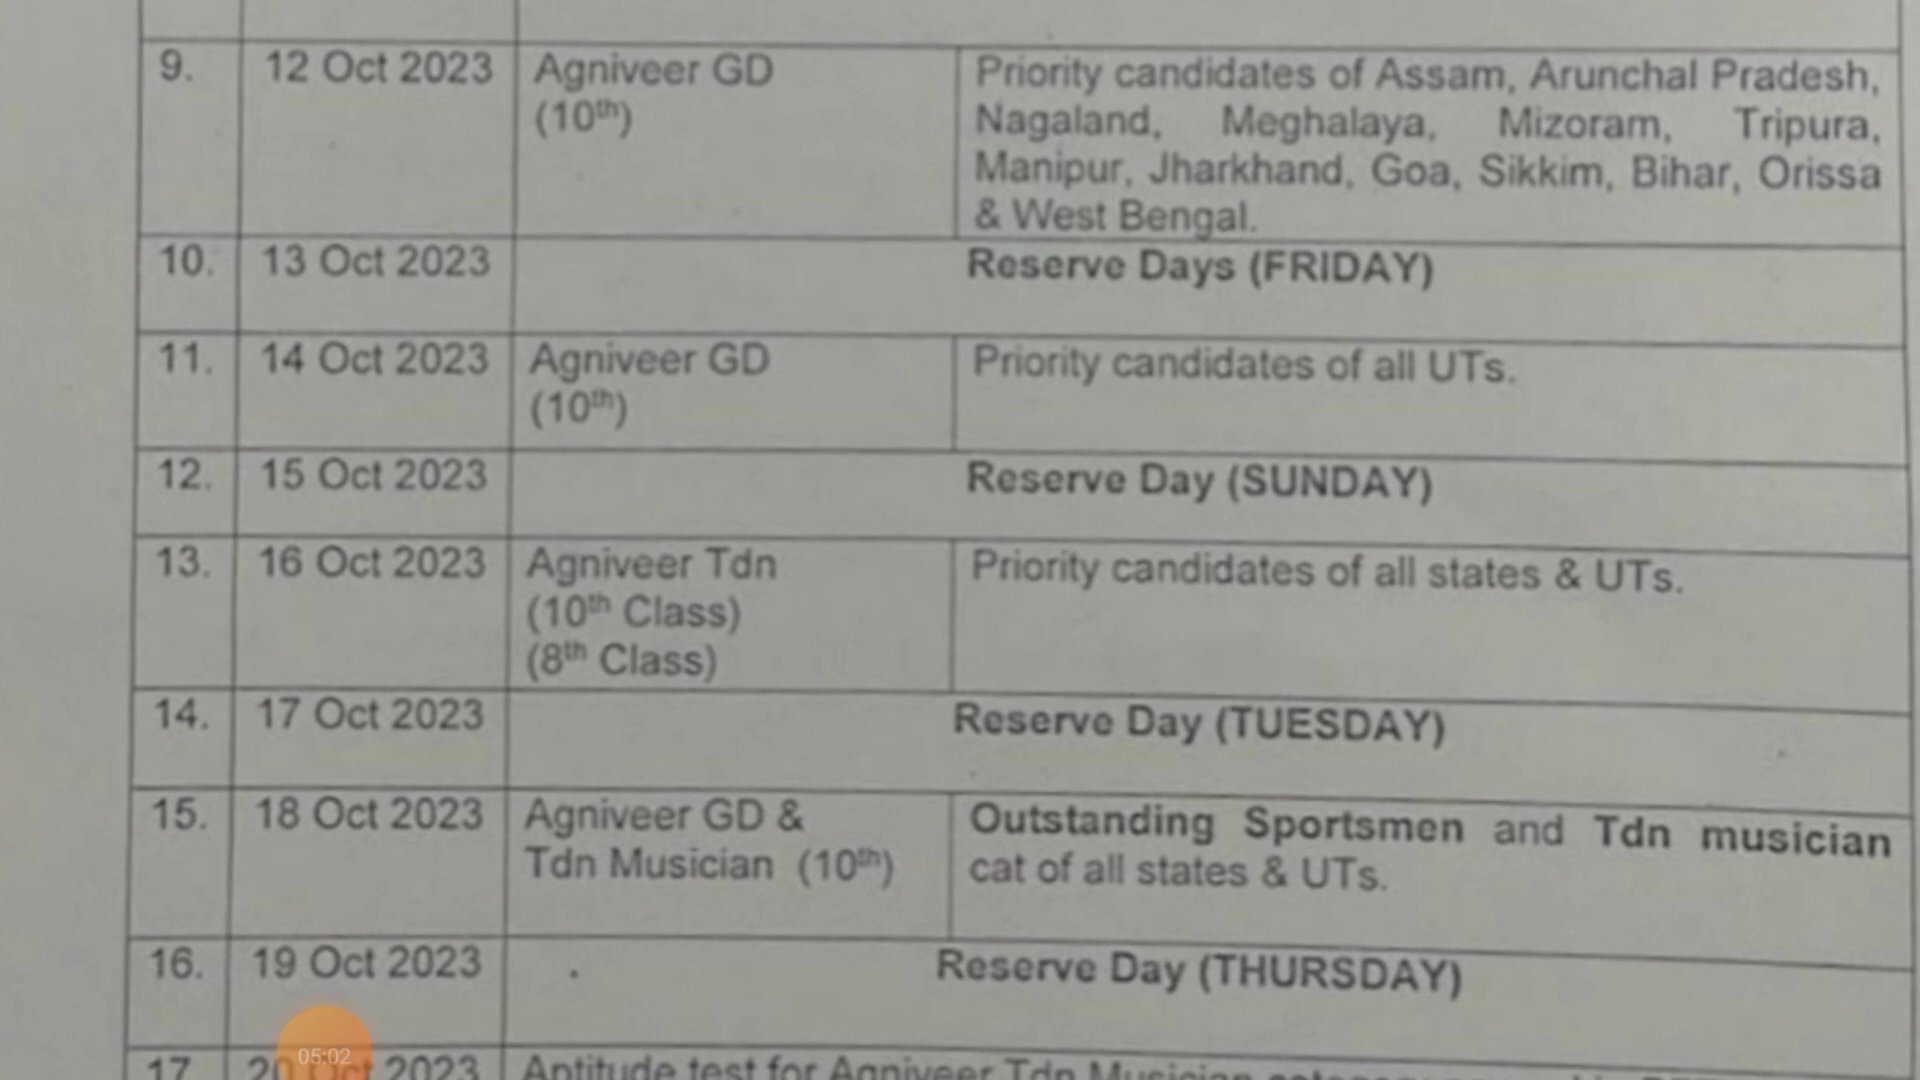 9. 12 Oct 2023 Agniveer GD Priority candidates of Assam, Arunchal Pradesh,
(10th) Nagaland, Meghalaya, Mizoram, Tripura,
Manipur, Jharkhand, Goa, Sikkim, Bihar, Orissa
& West Bengal.
10. 13 Oct 2023 Reserve Days (FRIDAY)
11. 14 Oct 2023 Agniveer GD Priority candidates of all UTs.
(10th)
12. 15 Oct 2023 Reserve Day (SUNDAY)
13. 16 Oct 2023 Agniveer Tdn Priority candidates of all states & UTs.
(10th Class)
(8th Class)
14. 17 Oct 2023 Reserve Day (TUESDAY)
15. 18 Oct 2023 Agniveer GD & Outstanding Sportsmen and Tdn musician
Tdn Musician (10th) cat of all states & UTs.
16. 19 Oct 2023 Reserve Day (THURSDAY)
05:02
17. 20 Oct 2023 Aptitude test for Agniveer Tdn Musician